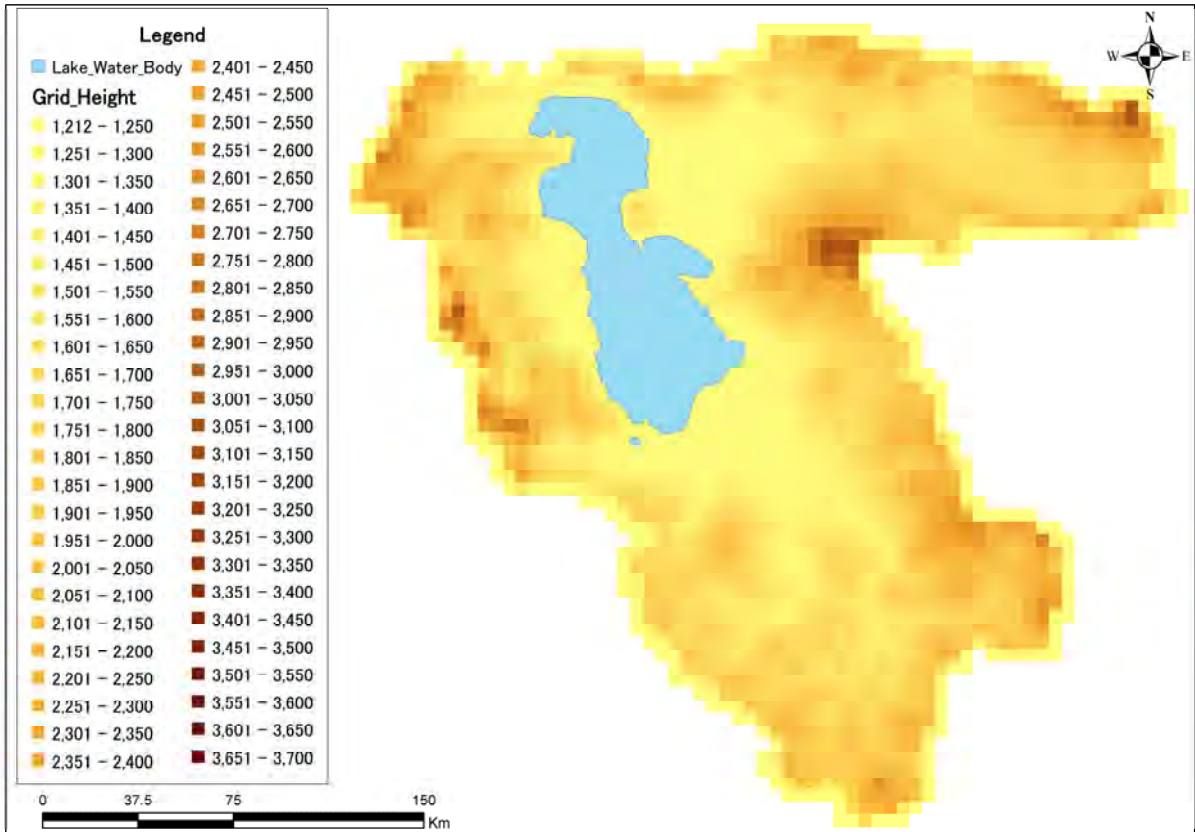 Legend
Lake_Water_Body
Grid_Height
1,212 - 1,250
1,251 - 1,300
1,301 - 1,350
1,351 - 1,400
1,401 - 1,450
1,451 - 1,500
1,501 - 1,550
1,551 - 1,600
1,601 - 1,650
1,651 - 1,700
1,701 - 1,750
1,751 - 1,800
1,801 - 1,850
1,851 - 1,900
1,901 - 1,950
1,951 - 2,000
2,001 - 2,050
2,051 - 2,100
2,101 - 2,150
2,151 - 2,200
2,201 - 2,250
2,251 - 2,300
2,301 - 2,350
2,351 - 2,400
2,401 - 2,450
2,451 - 2,500
2,501 - 2,550
2,551 - 2,600
2,601 - 2,650
2,651 - 2,700
2,701 - 2,750
2,751 - 2,800
2,801 - 2,850
2,851 - 2,900
2,901 - 2,950
2,951 - 3,000
3,001 - 3,050
3,051 - 3,100
3,101 - 3,150
3,151 - 3,200
3,201 - 3,250
3,251 - 3,300
3,301 - 3,350
3,351 - 3,400
3,401 - 3,450
3,451 - 3,500
3,501 - 3,550
3,551 - 3,600
3,601 - 3,650
3,651 - 3,700
N
W E
S
0 37.5 75 150
Km